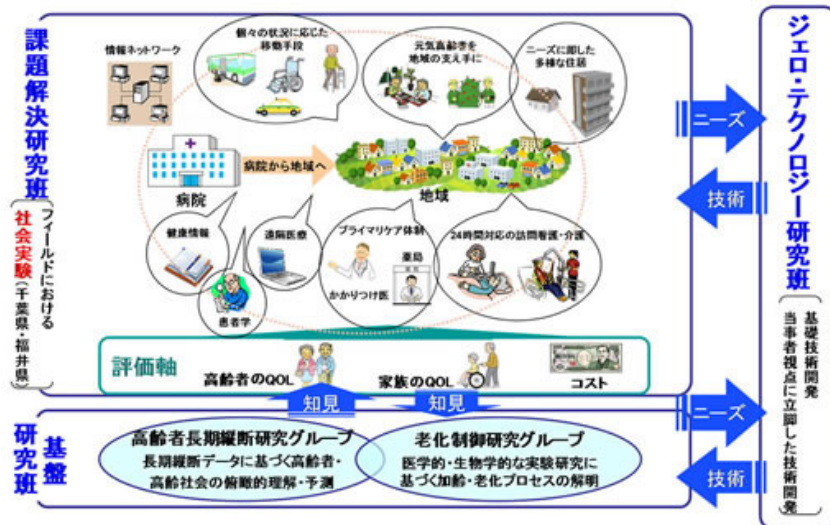 課題解決研究班
フィールドにおける
社会実験(千葉県・福井県)
情報ネットワーク
個々の状況に応じた
移動手段
元気高齢者を
地域の支え手に
ニーズに即した
多様な住居
病院
病院から地域へ
地域
健康情報
遠隔医療
患者学
プライマリケア体制
薬局
かかりつけ医
24時間対応の訪問看護・介護
評価軸
高齢者のQOL
家族のQOL
コスト
知見
知見
基盤
研究班
高齢者長期縦断研究グループ
長期縦断データに基づく高齢者・
高齢社会の俯瞰的理解・予測
老化制御研究グループ
医学的・生物学的な実験研究に
基づく加齢・老化プロセスの解明
ニーズ
技術
ニーズ
技術
ジェロ・テクノロジー研究班
基礎技術開発
当事者視点に立脚した技術開発